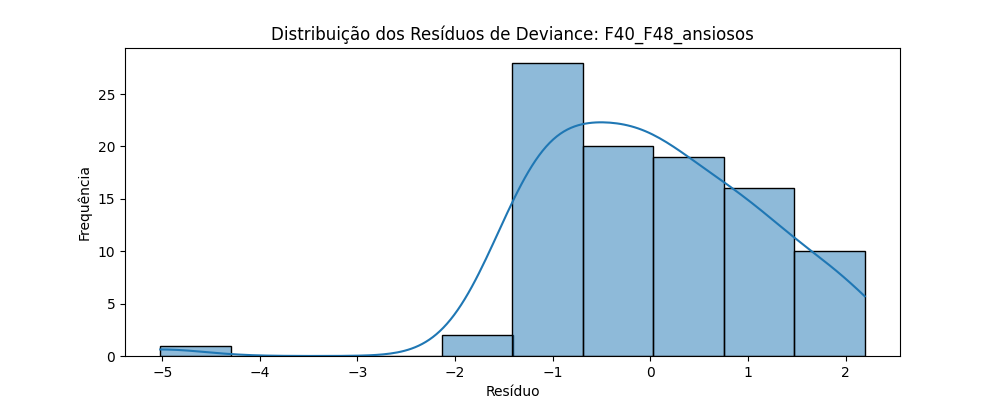 Distribuição dos Resíduos de Deviance: F40_F48_ansiosos
Frequência
25
20
15
10
5
0
−5 −4 −3 −2 −1 0 1 2
Resíduo